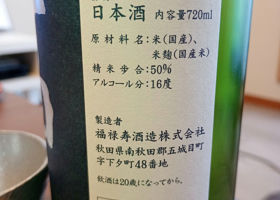 日本酒 内容量720ml
原材料名:米(国産)、
米麹(国産米)
精米歩合:50%
アルコール分:16度
製造者
福禄寿酒造株式会社
秋田県南秋田郡五城目町
字下夕町48番地
飲酒は20歳になってから。